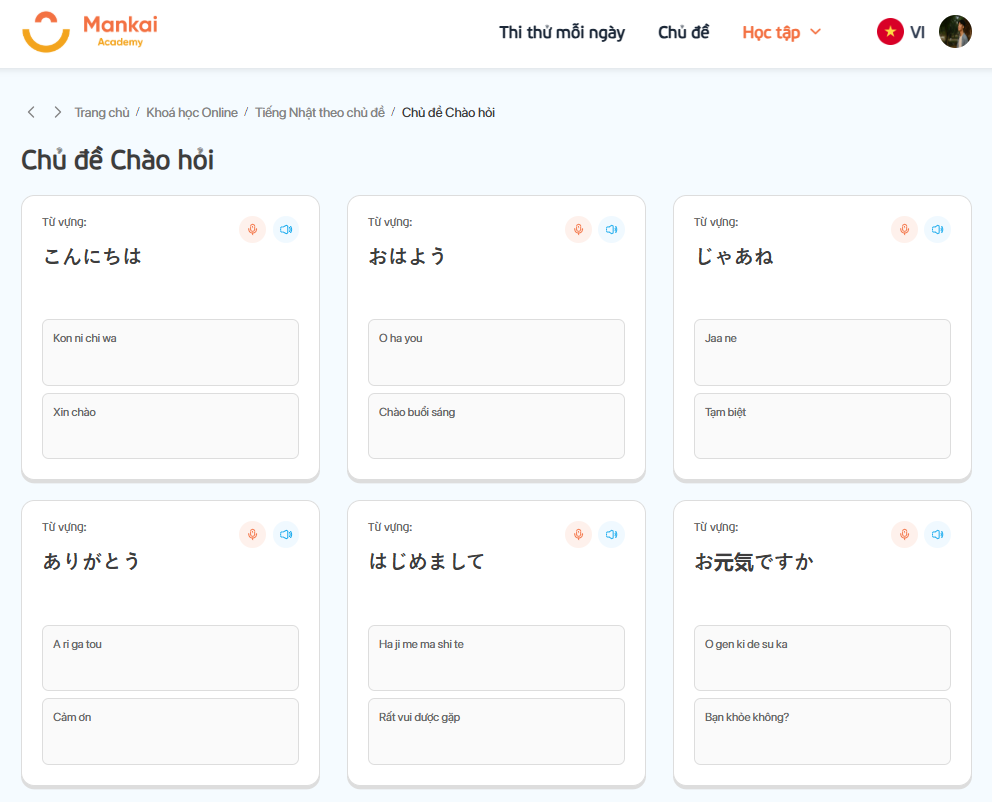 Mankai
Academy
Thi thử mỗi ngày Chủ đề Học tập VI
Trang chủ / Khoá học Online / Tiếng Nhật theo chủ đề / Chủ đề Chào hỏi
Chủ đề Chào hỏi
Từ vựng:
こんにちは
Kon ni chi wa
Xin chào
Từ vựng:
おはよう
O ha you
Chào buổi sáng
Từ vựng:
じゃあね
Jaa ne
Tạm biệt
Từ vựng:
ありがとう
A ri ga tou
Cảm ơn
Từ vựng:
はじめまして
Ha ji me ma shi te
Rất vui được gặp
Từ vựng:
お元気ですか
O gen ki de su ka
Bạn khỏe không?